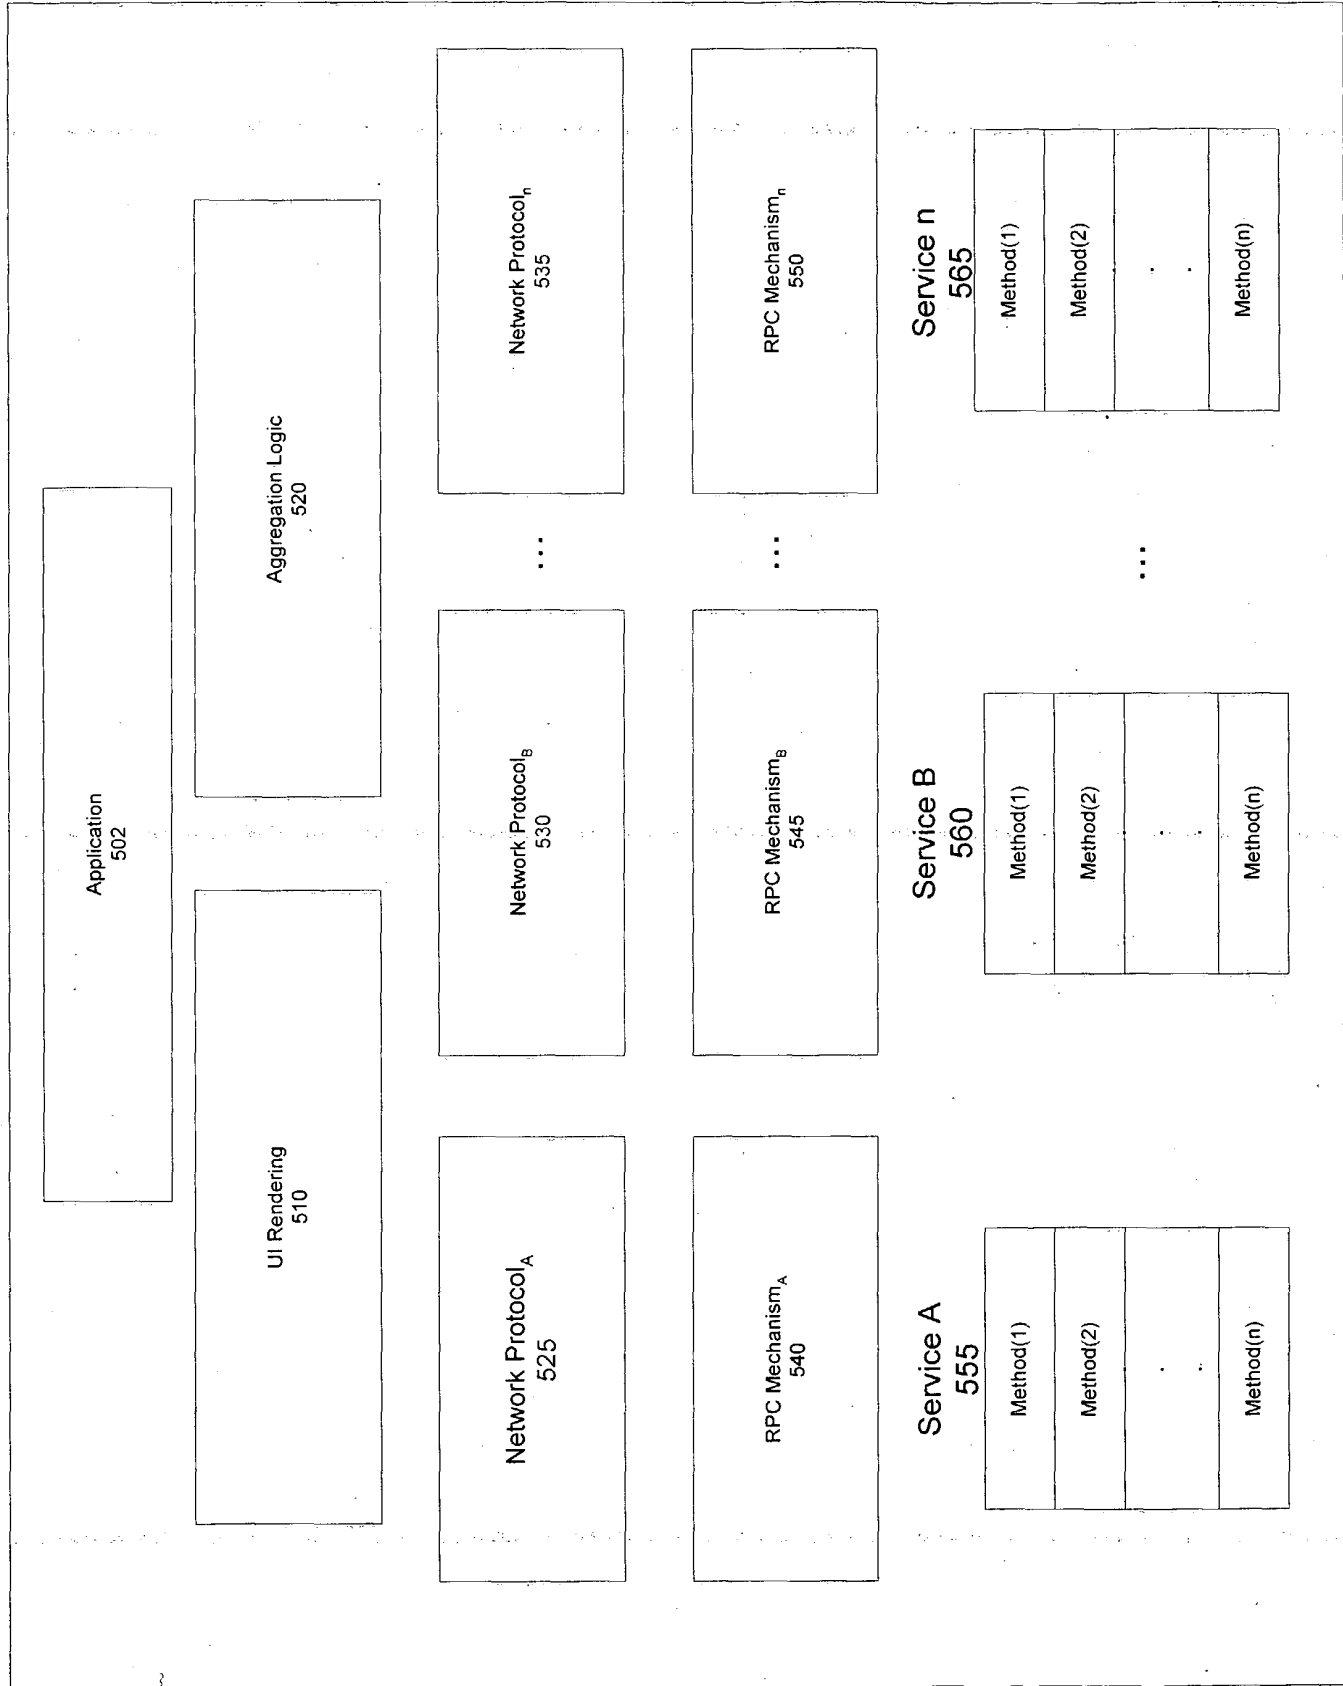 Application
502
UI Rendering
510
Aggregation Logic
520
Network Protocol_A
525
Network Protocol_B
530
...
Network Protocol_n
535
RPC Mechanism_A
540
RPC Mechanism_B
545
...
RPC Mechanism_n
550
Service A
555
Method(1)
Method(2)
. . .
Method(n)
Service B
560
Method(1)
Method(2)
. . .
Method(n)
...
Service n
565
Method(1)
Method(2)
. . .
Method(n)